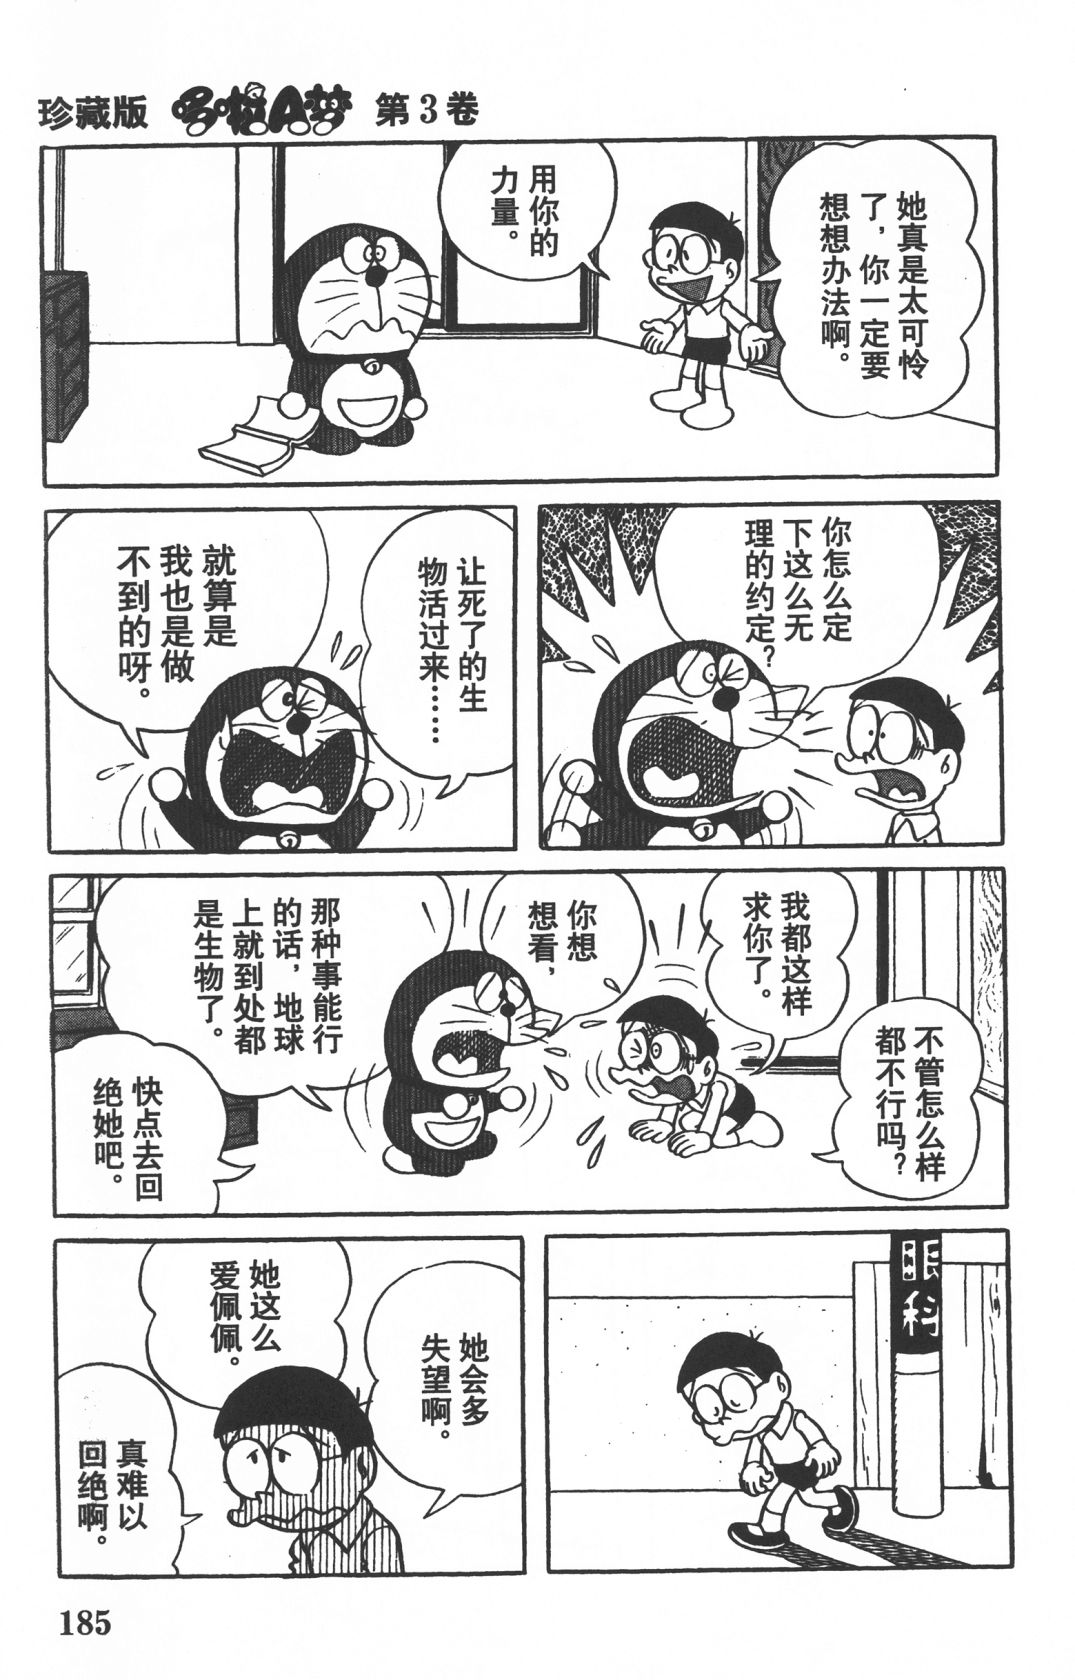 珍藏版 哆啦A梦 第3卷
她真是太可怜
了，你一定要
想想办法啊。
用你的
力量。
你怎么定
下这么无
理的约定？
让死了的生
物活过来……
就算是
我也是做
不到的呀。
不管怎么样
都不行吗？
我都这样
求你了。
你想
想看，
那种事能行
的话，地球
上就到处都
是生物了。
快点去回
绝她吧。
眼科
她会多
失望啊。
她这么
爱佩佩。
真难以
回绝啊。
185